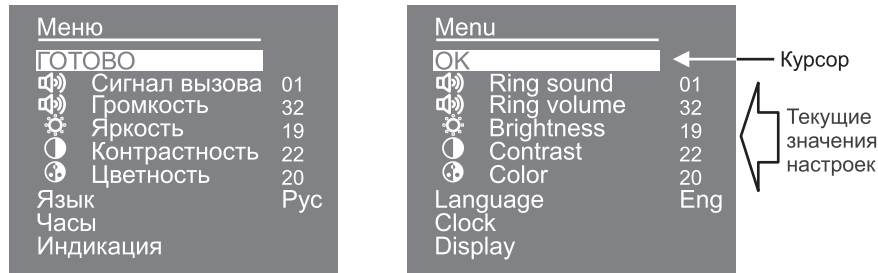 Меню
ГОТОВО
Сигнал вызова 01
Громкость 32
Яркость 19
Контрастность 22
Цветность 20
Язык Рус
Часы
Индикация
Menu
OK
Ring sound 01
Ring volume 32
Brightness 19
Contrast 22
Color 20
Language Eng
Clock
Display
Курсор
Текущие
значения
настроек